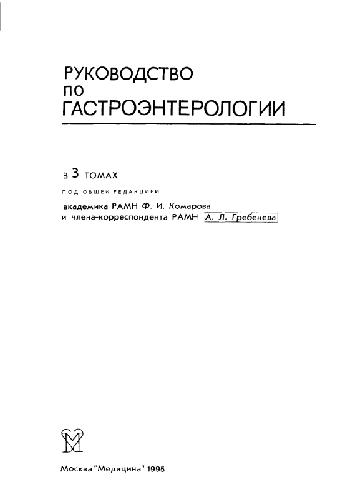 РУКОВОДСТВО
ПО
ГАСТРОЭНТЕРОЛОГИИ
В 3 ТОМАХ
ПОД ОБЩЕЙ РЕДАКЦИЕЙ
академика РАМН Ф. И. Комарова
и члена-корреспондента РАМН А. Л. Гребенева
Москва "Медицина" 1995